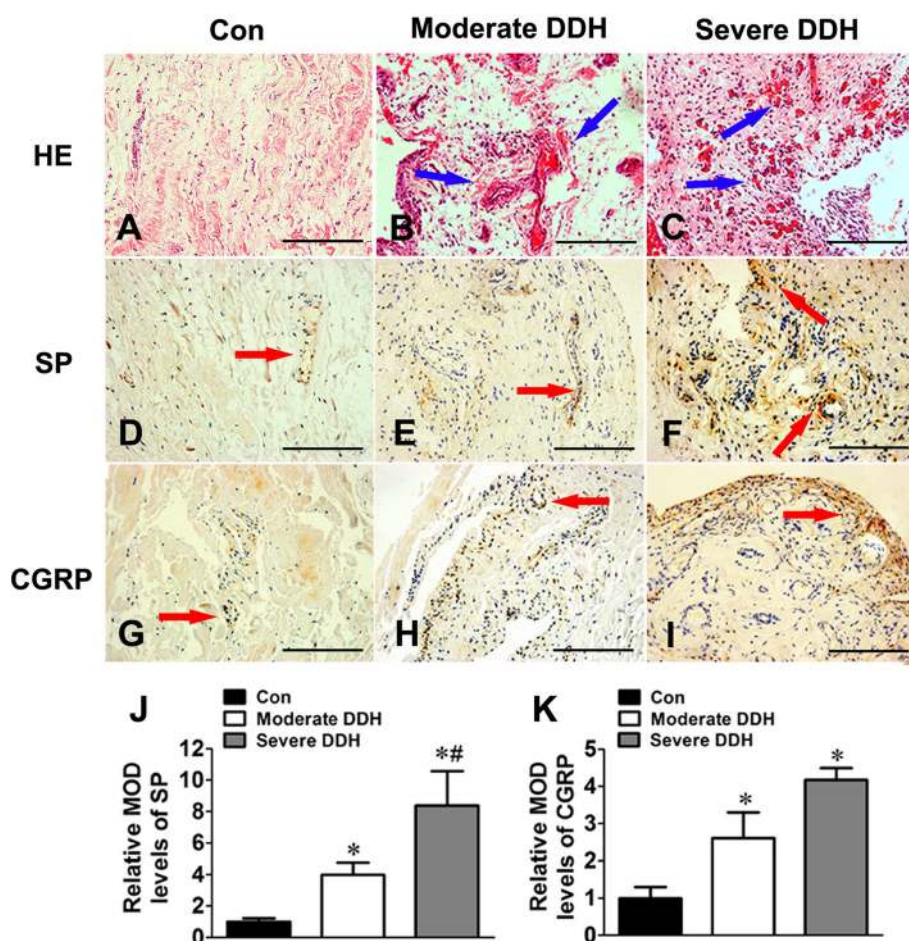 Con Moderate DDH Severe DDH
HE
A B C
SP
D E F
CGRP
G H I
J
Con
Moderate DDH
Severe DDH
Relative MOD
levels of SP
12
10
8
6
4
2
0
*
*#
K
Con
Moderate DDH
Severe DDH
Relative MOD
levels of CGRP
5
4
3
2
1
0
*
*